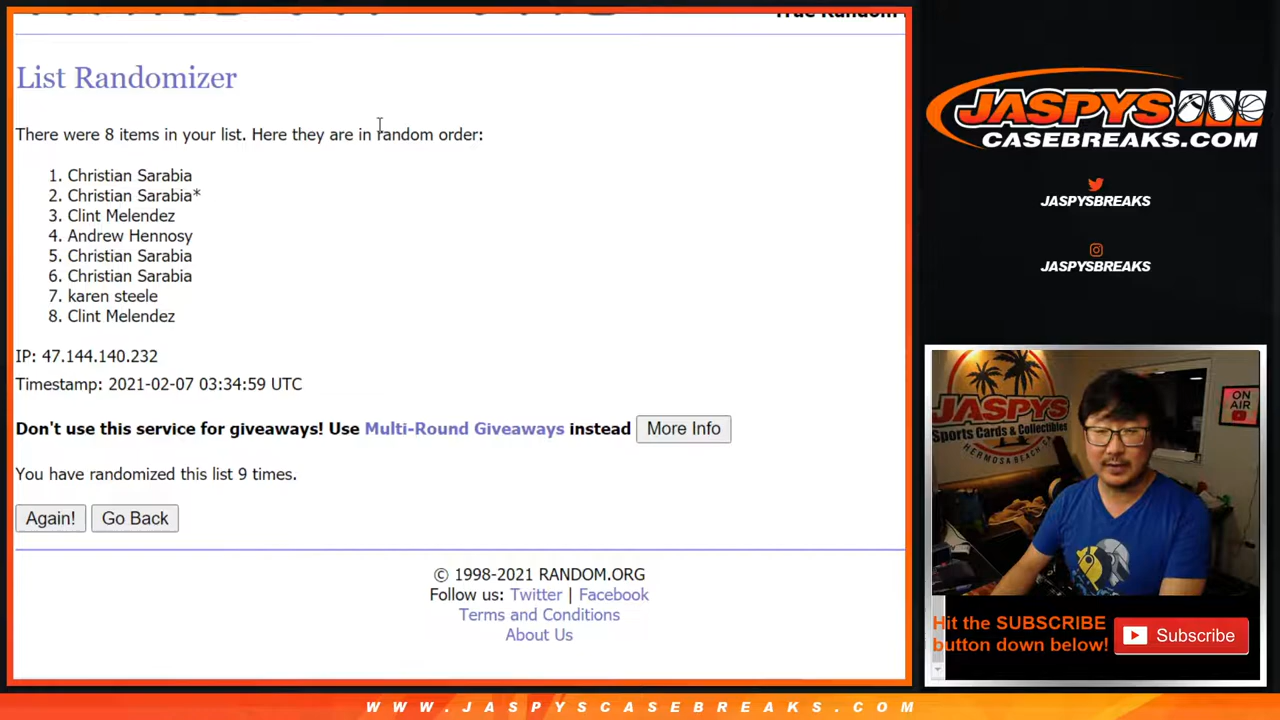 True Random
List Randomizer
There were 8 items in your list. Here they are in random order:
1. Christian Sarabia
2. Christian Sarabia*
3. Clint Melendez
4. Andrew Hennosy
5. Christian Sarabia
6. Christian Sarabia
7. karen steele
8. Clint Melendez
IP: 47.144.140.232
Timestamp: 2021-02-07 03:34:59 UTC
Don't use this service for giveaways! Use Multi-Round Giveaways instead More Info
You have randomized this list 9 times.
Again! Go Back
© 1998-2021 RANDOM.ORG
Follow us: Twitter | Facebook
Terms and Conditions
About Us
JASPYS
CASEBREAKS.COM
JASPYSBREAKS
JASPYSBREAKS
JASPYS
Sports Cards & Collectibles
HERMOSA BEACH, CA
ON
AIR
Hit the SUBSCRIBE
button down below!
Subscribe
WWW.JASPYSCASEBREAKS.COM